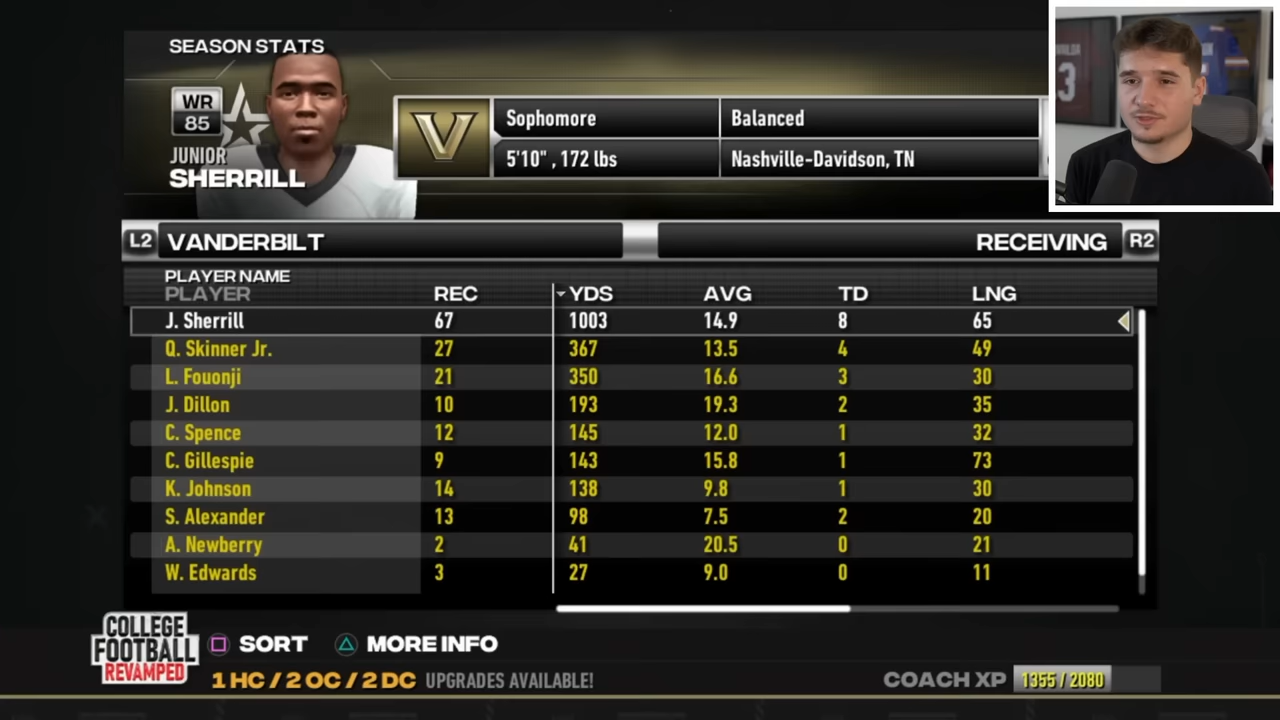 SEASON STATS
WR
85
JUNIOR
SHERRILL
V
Sophomore
Balanced
5'10" , 172 lbs
Nashville-Davidson, TN
3
L2 VANDERBILT
RECEIVING R2
PLAYER NAME
PLAYER REC YDS AVG TD LNG
J. Sherrill 67 1003 14.9 8 65
Q. Skinner Jr. 27 367 13.5 4 49
L. Fouonji 21 350 16.6 3 30
J. Dillon 10 193 19.3 2 35
C. Spence 12 145 12.0 1 32
C. Gillespie 9 143 15.8 1 73
K. Johnson 14 138 9.8 1 30
S. Alexander 13 98 7.5 2 20
A. Newberry 2 41 20.5 0 21
W. Edwards 3 27 9.0 0 11
COLLEGE
FOOTBALL
REVAMPED
SORT MORE INFO
1 HC / 2 OC / 2 DC UPGRADES AVAILABLE!
COACH XP 1355 / 2080